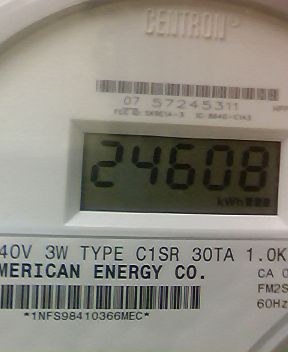 CENTRON®
07 57245311
24608
kWh
40V 3W TYPE C1SR 30TA 1.0K
MERICAN ENERGY CO.
CA 0
FM2S
60Hz
*1NFS98410366MEC*